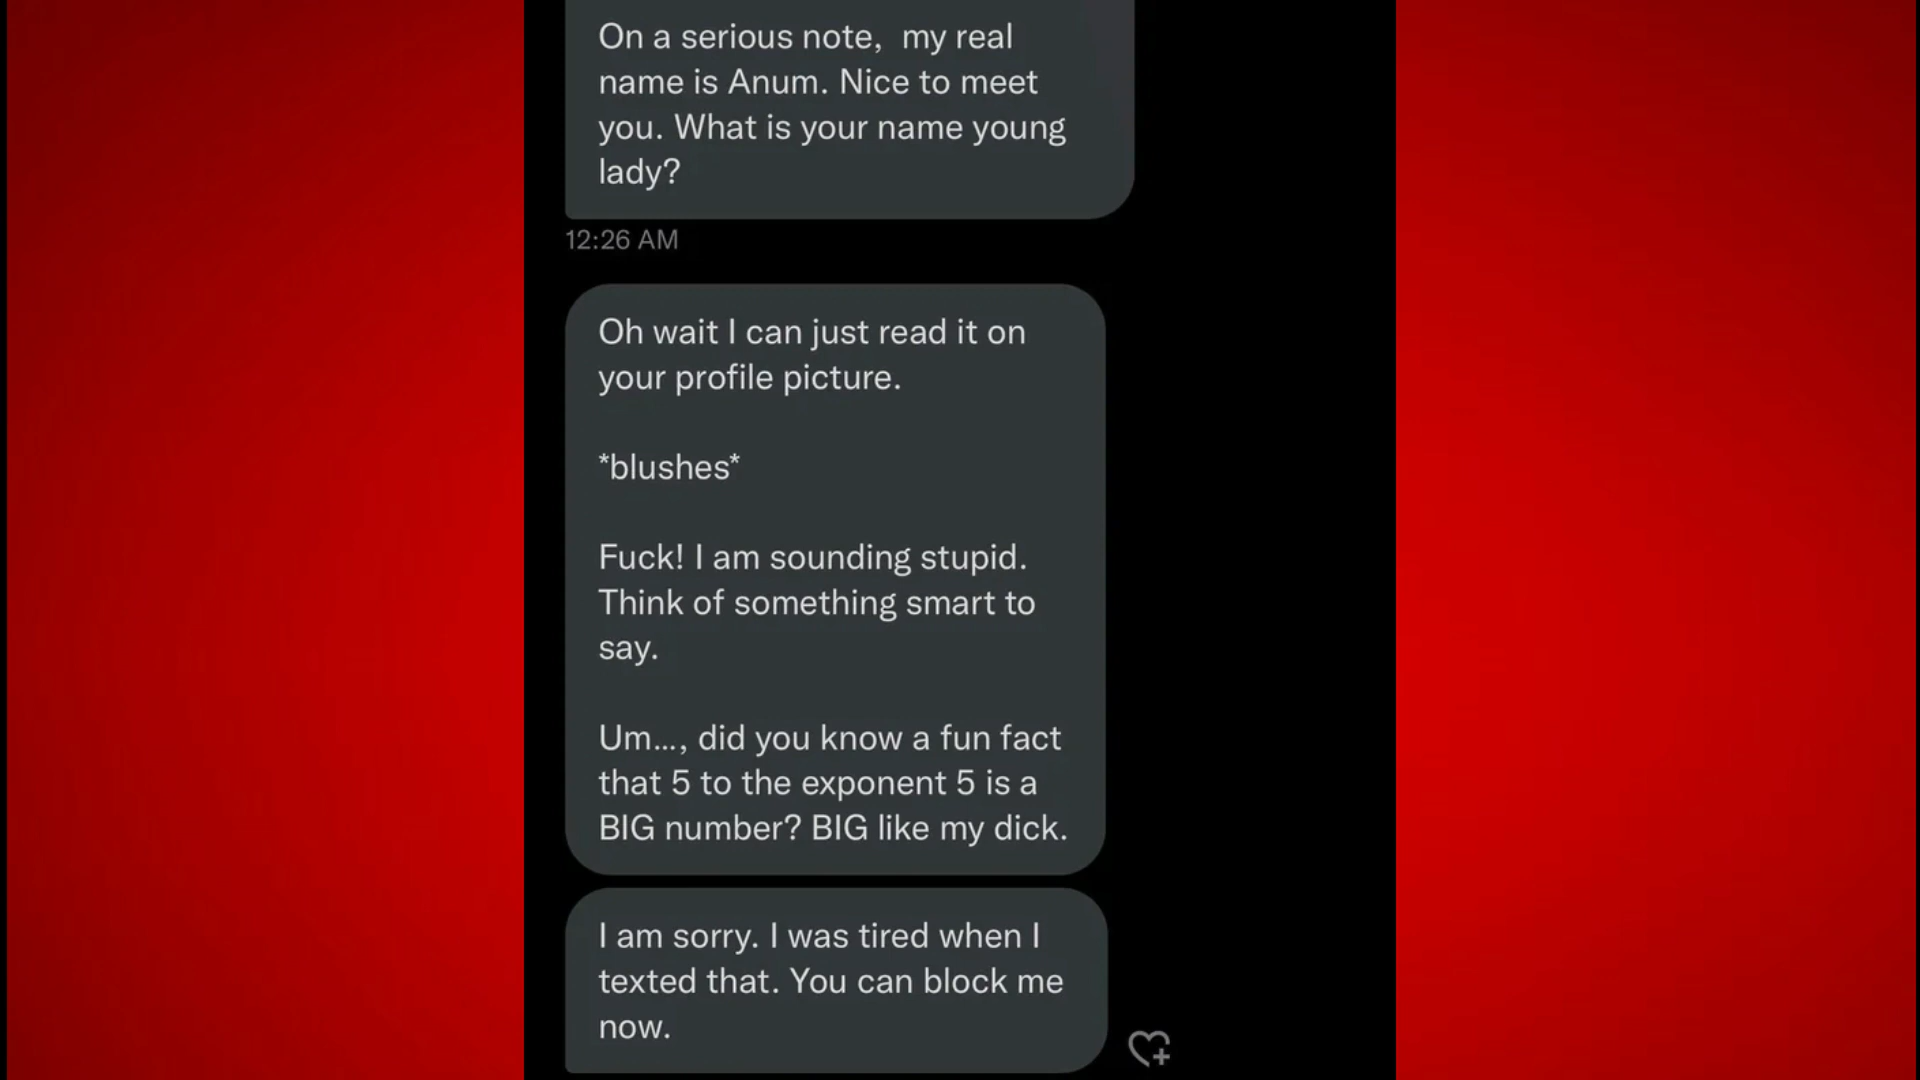 On a serious note,  my real
name is Anum. Nice to meet
you. What is your name young
lady?
12:26 AM
Oh wait I can just read it on
your profile picture.
*blushes*
Fuck! I am sounding stupid.
Think of something smart to
say.
Um..., did you know a fun fact
that 5 to the exponent 5 is a
BIG number? BIG like my dick.
I am sorry. I was tired when I
texted that. You can block me
now.